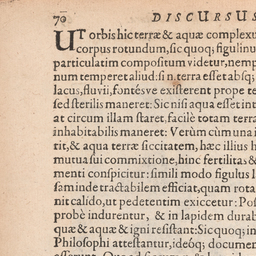 70 DISCURSUS
UT orbis hic terræ & aquæ complexu
corpus rotundum, sic quoq; figulinu
particulatim compositum videtur, nemp
num temperet aliud: si n. terra esset absq;
lacus, fluvii, fontésve existerent prope te
sed sterilis maneret: Sic nisi aqua esset int
at circum illam staret, facilè totam terra
inhabitabilis maneret: Verùm cùm una i
tit, & aqua terræ siccitatem, hæc illius h
mutua sui commixtione, hinc fertilitas &
menti conspicitur: simili modo figulus l
sam inde tractabilem efficiat, quam rota
nit calido, ut pedetentim exiccetur: Pos
probè indurentur, & in lapidem durab
quæ & aquæ & igni resistant: Sic quoq; in
Philosophi attestantur, ideóq; documen